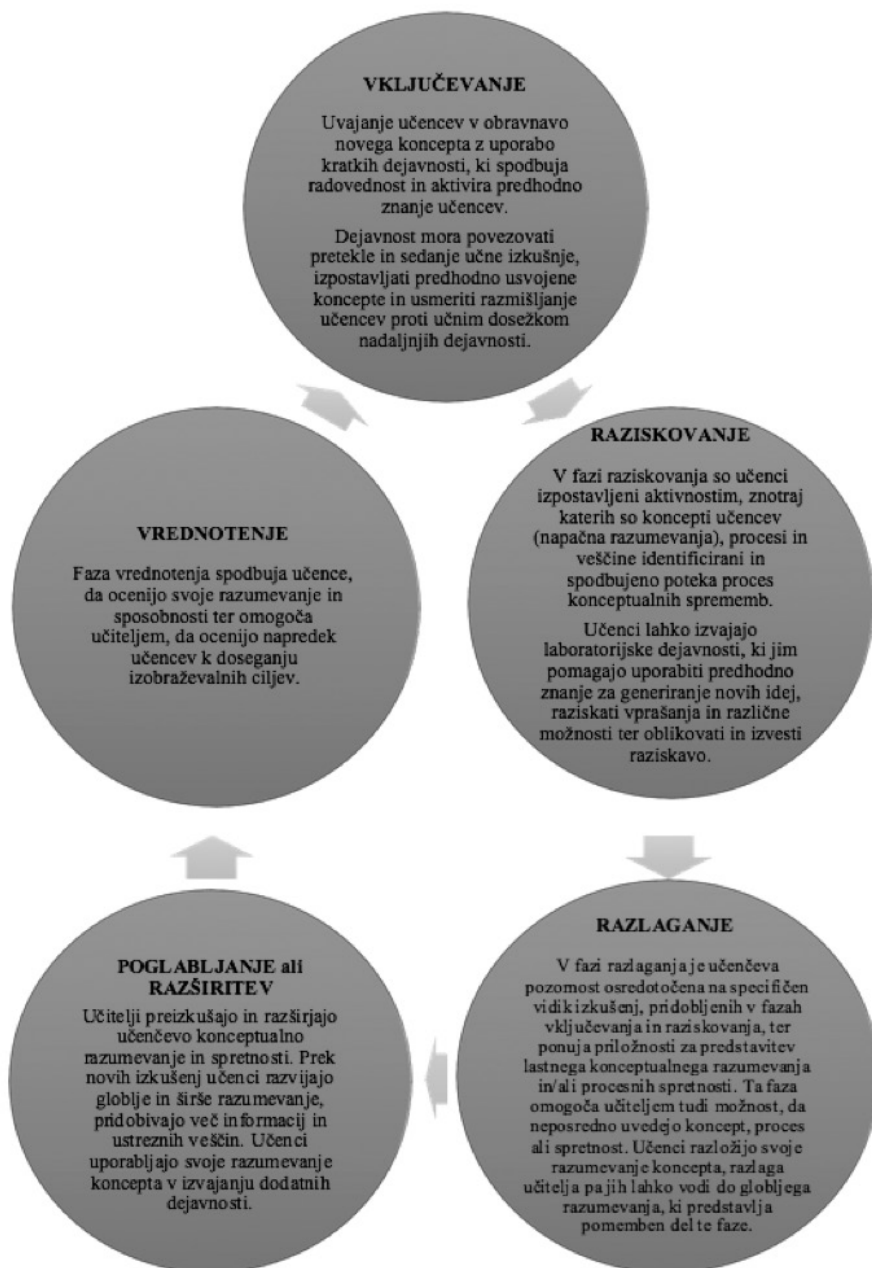 VKLJUČEVANJE
Uvajanje učencev v obravnavo
novega koncepta z uporabo
kratkih dejavnosti, ki spodbuja
radovednost in aktivira predhodno
znanje učencev.
Dejavnost mora povezovati
pretekle in sedanje učne izkušnje,
izpostavljati predhodno usvojene
koncepte in usmeriti razmišljanje
učencev proti učnim dosežkom
nadaljnjih dejavnosti.
RAZISKOVANJE
V fazi raziskovanja so učenci
izpostavljeni aktivnostim, znotraj
katerih so koncepti učencev
(napačna razumevanja), procesi in
veščine identificirani in
spodbujeno poteka proces
konceptualnih sprememb.
Učenci lahko izvajajo
laboratorijske dejavnosti, ki jim
pomagajo uporabiti predhodno
znanje za generiranje novih idej,
raziskati vprašanja in različne
možnosti ter oblikovati in izvesti
raziskavo.
RAZLAGANJE
V fazi razlaganja je učenčeva
pozornost osredotočena na specifičen
vidik izkušenj, pridobljenih v fazah
vključevanja in raziskovanja, ter
ponuja priložnosti za predstavitev
lastnega konceptualnega razumevanja
in/ali procesnih spretnosti. Ta faza
omogoča učiteljem tudi možnost, da
neposredno uvedejo koncept, proces
ali spretnost. Učenci razložijo svoje
razumevanje koncepta, razlaga
učitelja pa jih lahko vodi do globljega
razumevanja, ki predstavlja
pomemben del te faze.
POGLABLJANJE ali
RAZŠIRITEV
Učitelji preizkušajo in razširjajo
učenčevo konceptualno
razumevanje in spretnosti. Prek
novih izkušenj učenci razvijajo
globlje in širše razumevanje,
pridobivajo več informacij in
ustreznih veščin. Učenci
uporabljajo svoje razumevanje
koncepta v izvajanju dodatnih
dejavnosti.
VREDNOTENJE
Faza vrednotenja spodbuja učence,
da ocenijo svoje razumevanje in
sposobnosti ter omogoča
učiteljem, da ocenijo napredek
učencev k doseganju
izobraževalnih ciljev.